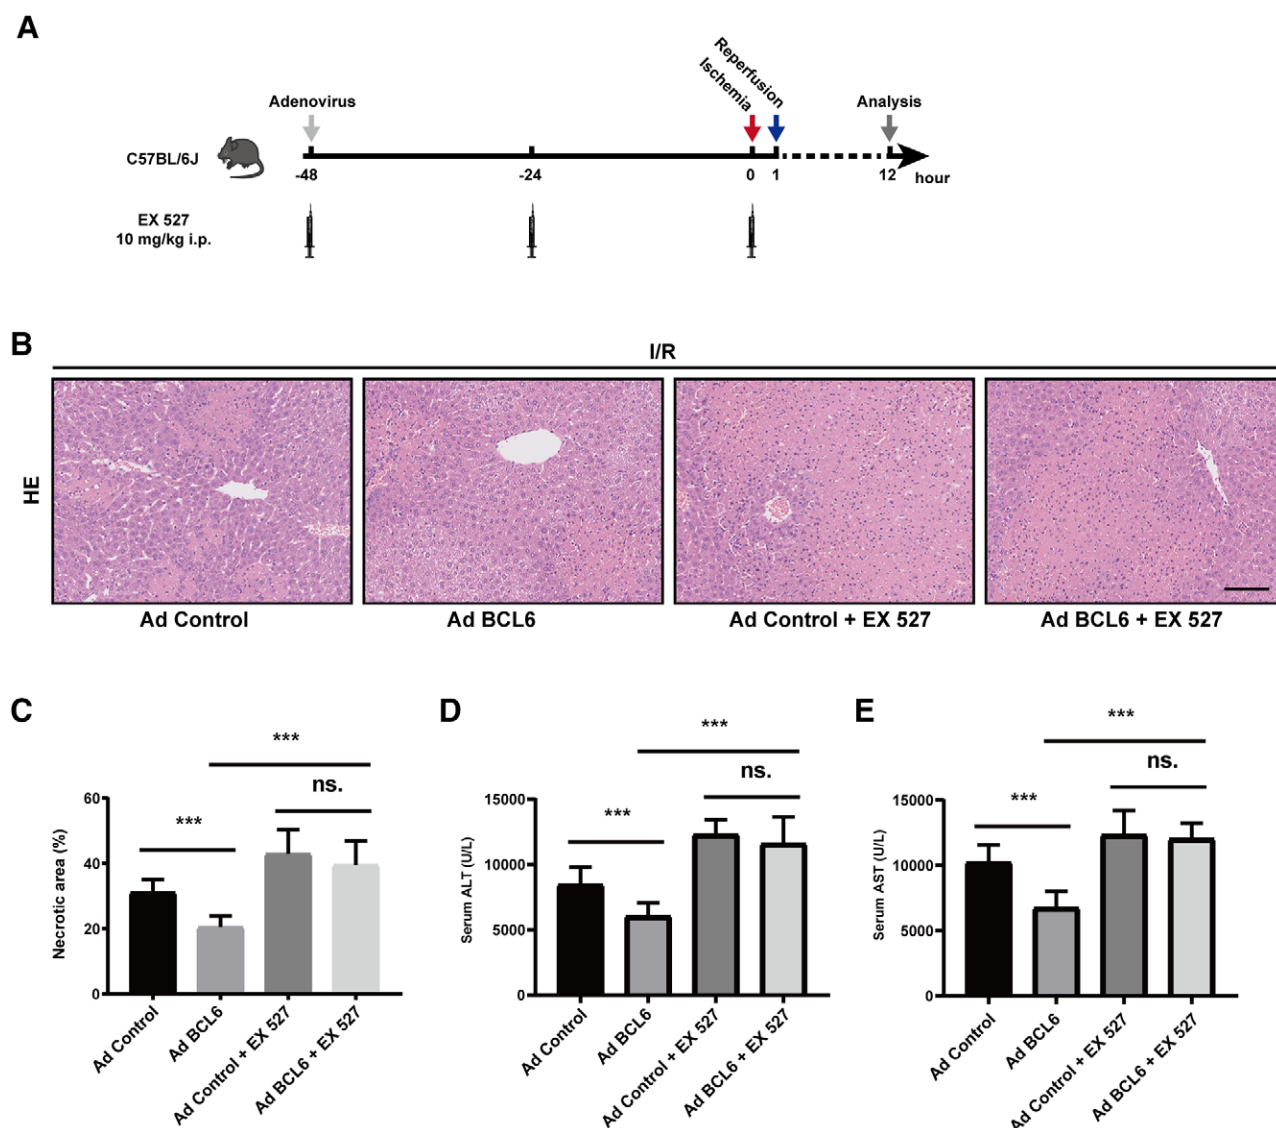 A
Reperfusion
Ischemia
Adenovirus
Analysis
C57BL/6J
-48
-24
0
1
12
hour
EX 527
10 mg/kg i.p.
B
I/R
HE
Ad Control
Ad BCL6
Ad Control + EX 527
Ad BCL6 + EX 527
C
***
ns.
***
60
40
20
0
Necrotic area (%)
Ad Control
Ad BCL6
Ad Control + EX 527
Ad BCL6 + EX 527
D
***
ns.
***
15000
10000
5000
0
Serum ALT (U/L)
Ad Control
Ad BCL6
Ad Control + EX 527
Ad BCL6 + EX 527
E
***
ns.
***
15000
10000
5000
0
Serum AST (U/L)
Ad Control
Ad BCL6
Ad Control + EX 527
Ad BCL6 + EX 527